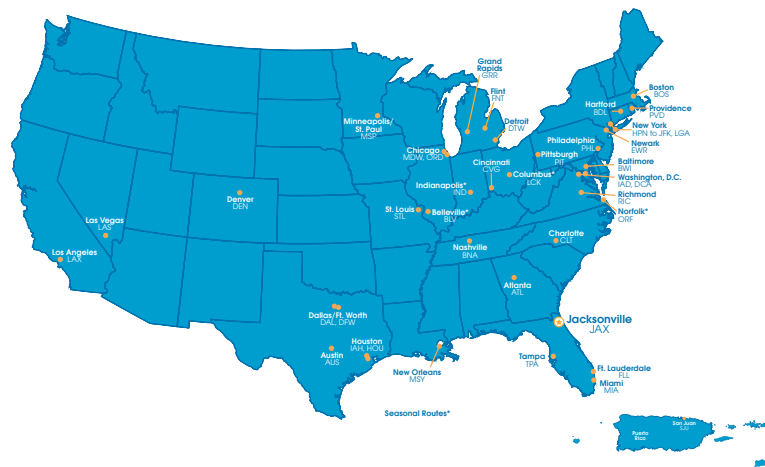 Grand
Rapids
GRR
Flint
FNT
Detroit
DTW
Minneapolis/
St. Paul
MSP
Chicago
MDW, ORD
Boston
BOS
Hartford
BDL
Providence
PVD
New York
HPN to JFK, LGA
Newark
EWR
Philadelphia
PHL
Pittsburgh
PIT
Baltimore
BWI
Washington, D.C.
IAD, DCA
Richmond
RIC
Norfolk*
ORF
Cincinnati
CVG
Columbus*
LCK
Indianapolis*
IND
St. Louis
STL
Belleville*
BLV
Denver
DEN
Las Vegas
LAS
Los Angeles
LAX
Charlotte
CLT
Nashville
BNA
Atlanta
ATL
Dallas/Ft. Worth
DAL, DFW
Houston
IAH, HOU
Austin
AUS
New Orleans
MSY
Jacksonville
JAX
Tampa
TPA
Ft. Lauderdale
FLL
Miami
MIA
Seasonal Routes*
San Juan
SJU
Puerto
Rico